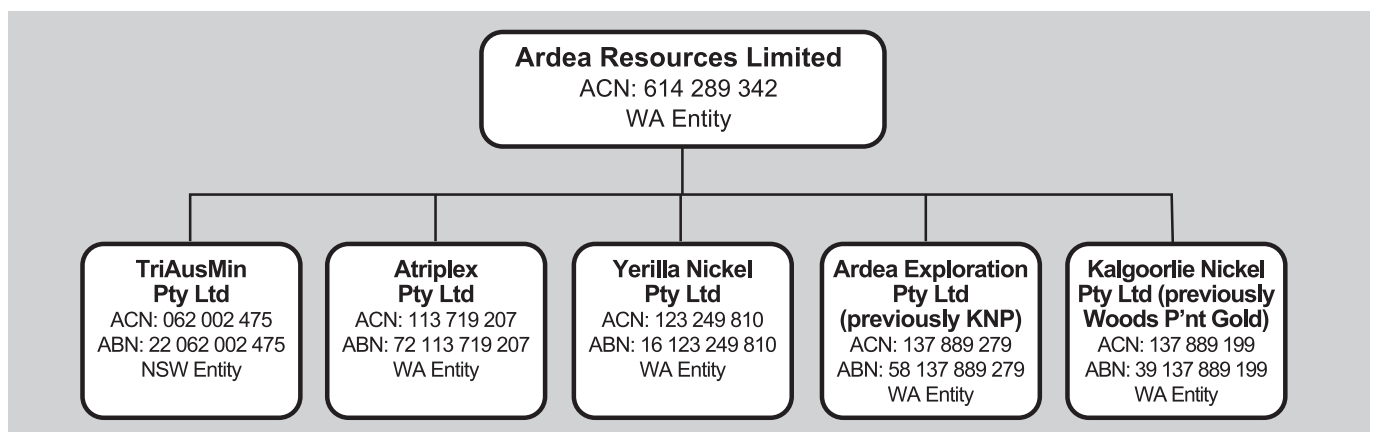 Ardea Resources Limited
ACN: 614 289 342
WA Entity
TriAusMin
Pty Ltd
ACN: 062 002 475
ABN: 22 062 002 475
NSW Entity
Atriplex
Pty Ltd
ACN: 113 719 207
ABN: 72 113 719 207
WA Entity
Yerilla Nickel
Pty Ltd
ACN: 123 249 810
ABN: 16 123 249 810
WA Entity
Ardea Exploration
Pty Ltd
(previously KNP)
ACN: 137 889 279
ABN: 58 137 889 279
WA Entity
Kalgoorlie Nickel
Pty Ltd (previously
Woods P'nt Gold)
ACN: 137 889 199
ABN: 39 137 889 199
WA Entity